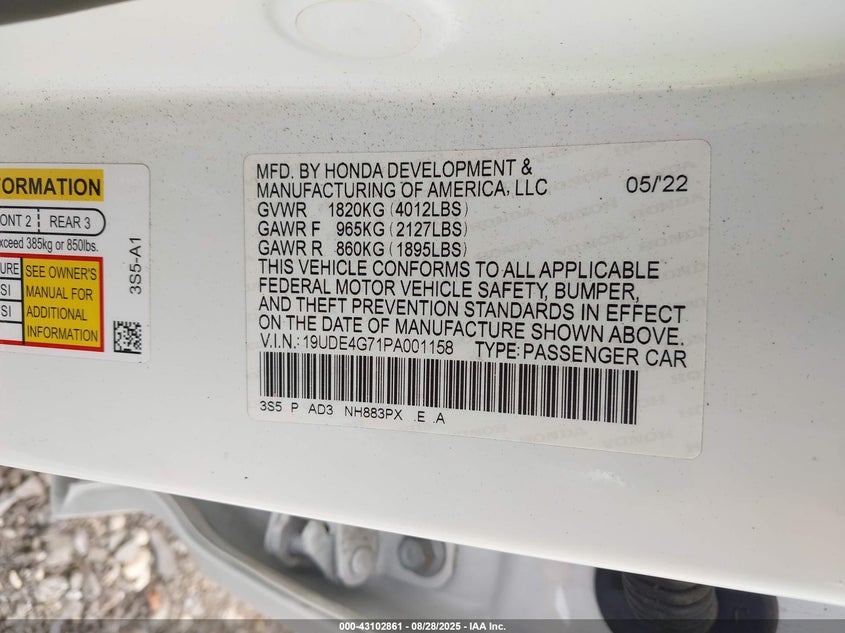 FORMATION
ONT 2 REAR 3
xceed 385kg or 850lbs.
URE SEE OWNER'S
SI MANUAL FOR
SI ADDITIONAL
INFORMATION
3S5-A1
MFD. BY HONDA DEVELOPMENT &
MANUFACTURING OF AMERICA, LLC 05/'22
GVWR 1820KG (4012LBS)
GAWR F 965KG (2127LBS)
GAWR R 860KG (1895LBS)
THIS VEHICLE CONFORMS TO ALL APPLICABLE
FEDERAL MOTOR VEHICLE SAFETY, BUMPER,
AND THEFT PREVENTION STANDARDS IN EFFECT
ON THE DATE OF MANUFACTURE SHOWN ABOVE.
V.I.N.: 19UDE4G71PA001158 TYPE: PASSENGER CAR
3S5 P AD3 NH883PX .E .A
000-43102861 - 08/28/2025 - IAA Inc.